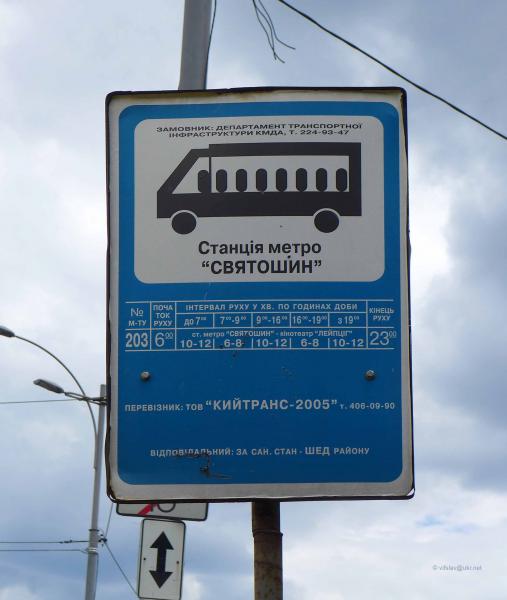 ЗАМОВНИК: ДЕПАРТАМЕНТ ТРАНСПОРТНОЇ
ІНФРАСТРУКТУРИ КМДА, Т. 224-93-47
Станція метро
"СВЯТОШИН"
№ М-ТУ ПОЧАТОК РУХУ ІНТЕРВАЛ РУХУ У ХВ. ПО ГОДИНАХ ДОБИ КІНЕЦЬ РУХУ
ДО 7⁰⁰ 7⁰⁰-9⁰⁰ 9⁰⁰-16⁰⁰ 16⁰⁰-19⁰⁰ з 19⁰⁰
203 6⁰⁰ ст. метро "СВЯТОШИН" - кінотеатр "ЛЕЙПЦІГ" 23⁰⁰
10-12 6-8 10-12 6-8 10-12
ПЕРЕВІЗНИК: ТОВ "КИЙТРАНС-2005" т. 406-09-90
ВІДПОВІДАЛЬНИЙ: ЗА САН. СТАН - ШЕД РАЙОНУ
© vitslav@ukr.net